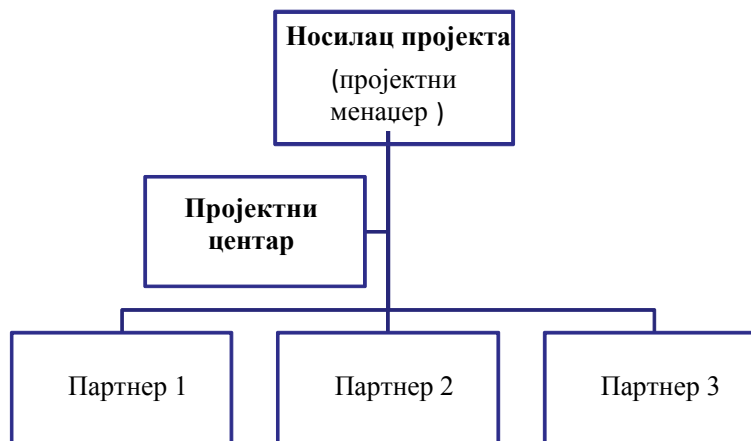 Носилац пројекта
(пројектни
менаџер )
Пројектни
центар
Партнер 1
Партнер 2
Партнер 3